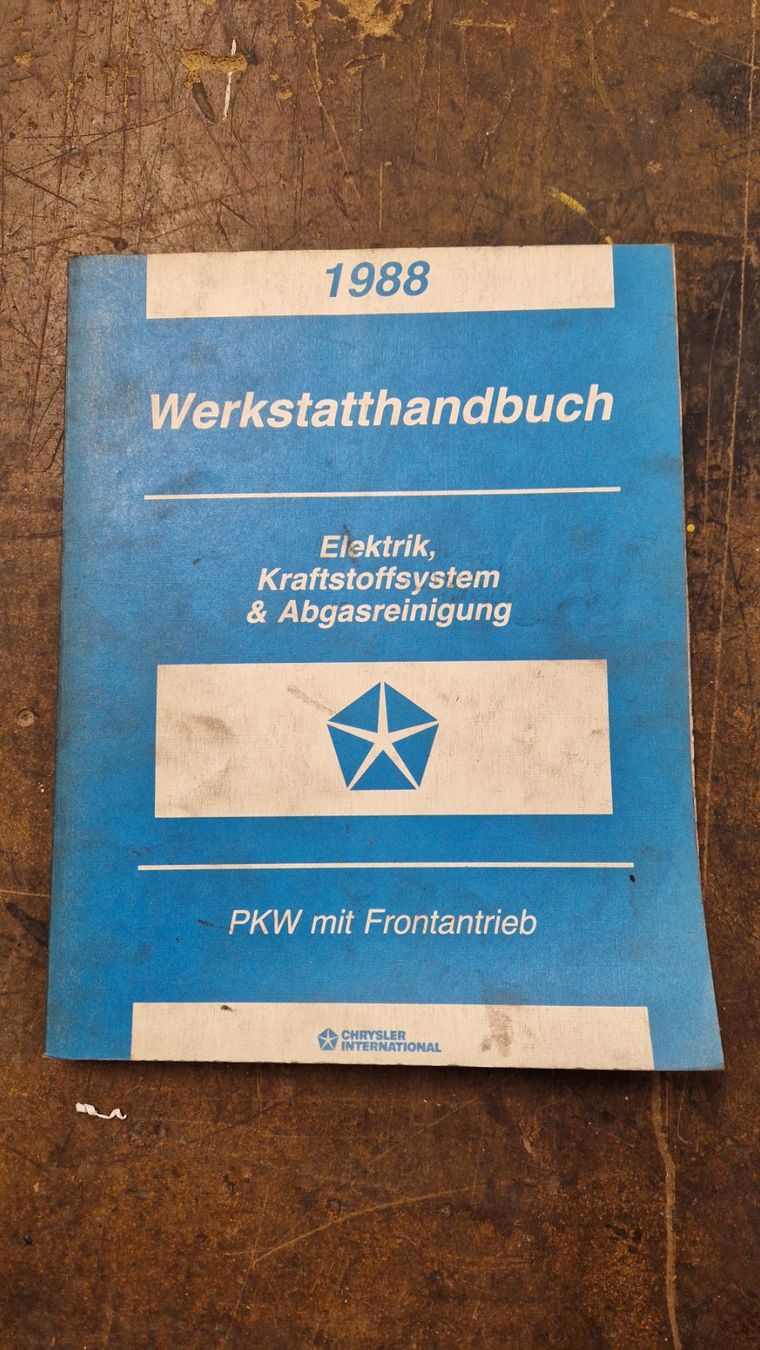 1988
Werkstatthandbuch
Elektrik,
Kraftstoffsystem
& Abgasreinigung
PKW mit Frontantrieb
CHRYSLER
INTERNATIONAL